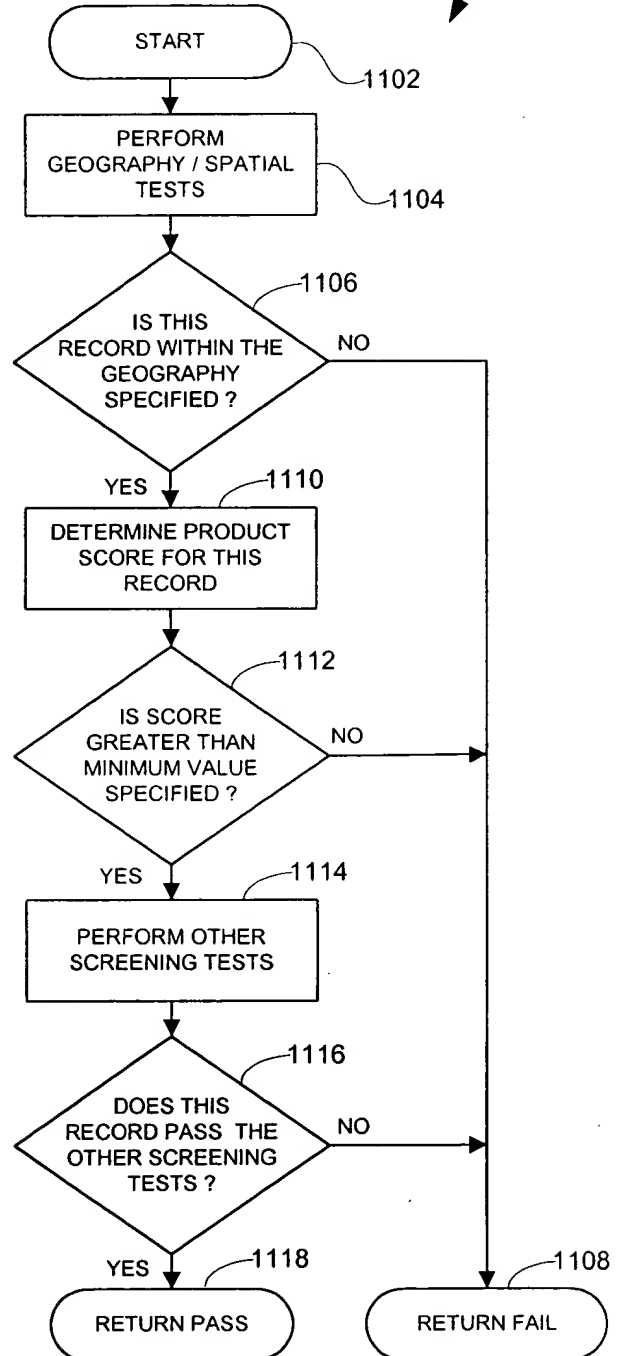 START
1102
PERFORM
GEOGRAPHY / SPATIAL
TESTS
1104
1106
IS THIS
RECORD WITHIN THE
GEOGRAPHY
SPECIFIED ?
NO
YES
1110
DETERMINE PRODUCT
SCORE FOR THIS
RECORD
1112
IS SCORE
GREATER THAN
MINIMUM VALUE
SPECIFIED ?
NO
YES
1114
PERFORM OTHER
SCREENING TESTS
1116
DOES THIS
RECORD PASS THE
OTHER SCREENING
TESTS ?
NO
YES
1118
1108
RETURN PASS
RETURN FAIL